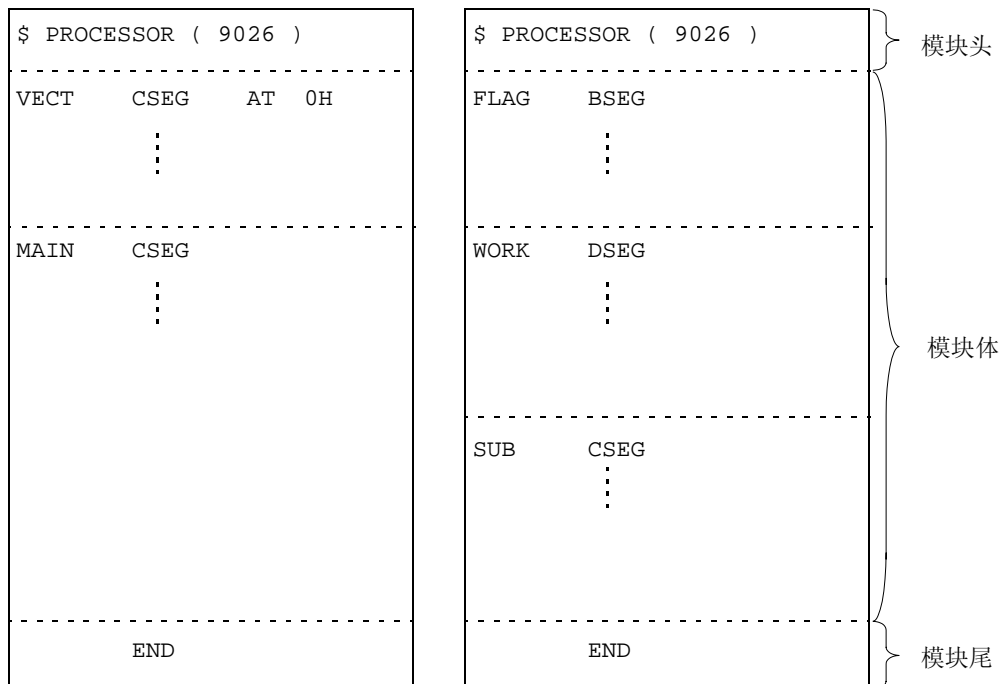 $ PROCESSOR ( 9026 )
VECT CSEG AT 0H
MAIN CSEG
END
$ PROCESSOR ( 9026 )
FLAG BSEG
WORK DSEG
SUB CSEG
END
模块头
模块体
模块尾